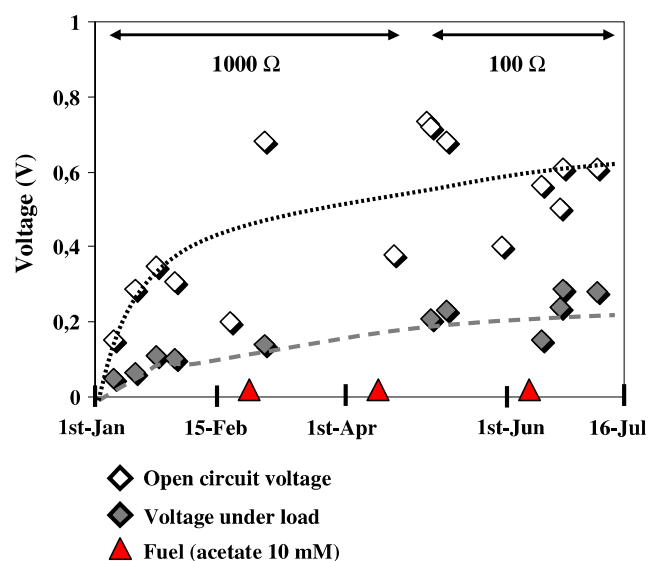 1
1000 Ω
100 Ω
0,8
0,6
0,4
0,2
0
Voltage (V)
1st-Jan
15-Feb
1st-Apr
1st-Jun
16-Jul
Open circuit voltage
Voltage under load
Fuel (acetate 10 mM)